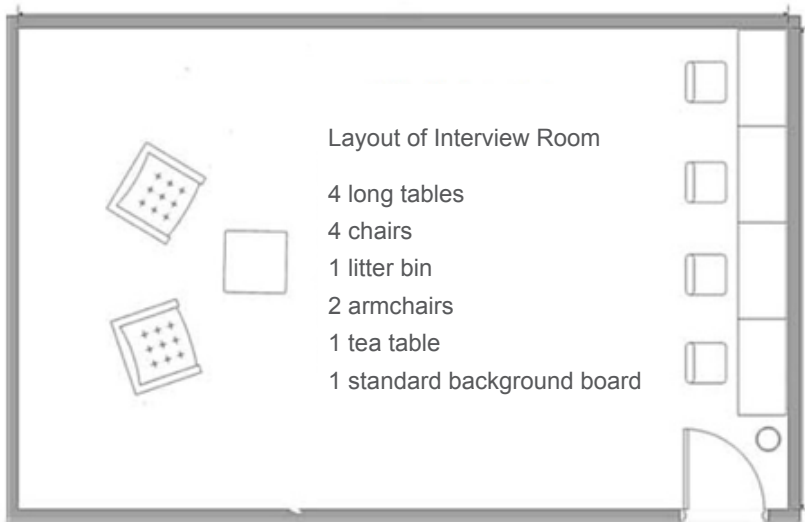 Layout of Interview Room
4 long tables
4 chairs
1 litter bin
2 armchairs
1 tea table
1 standard background board